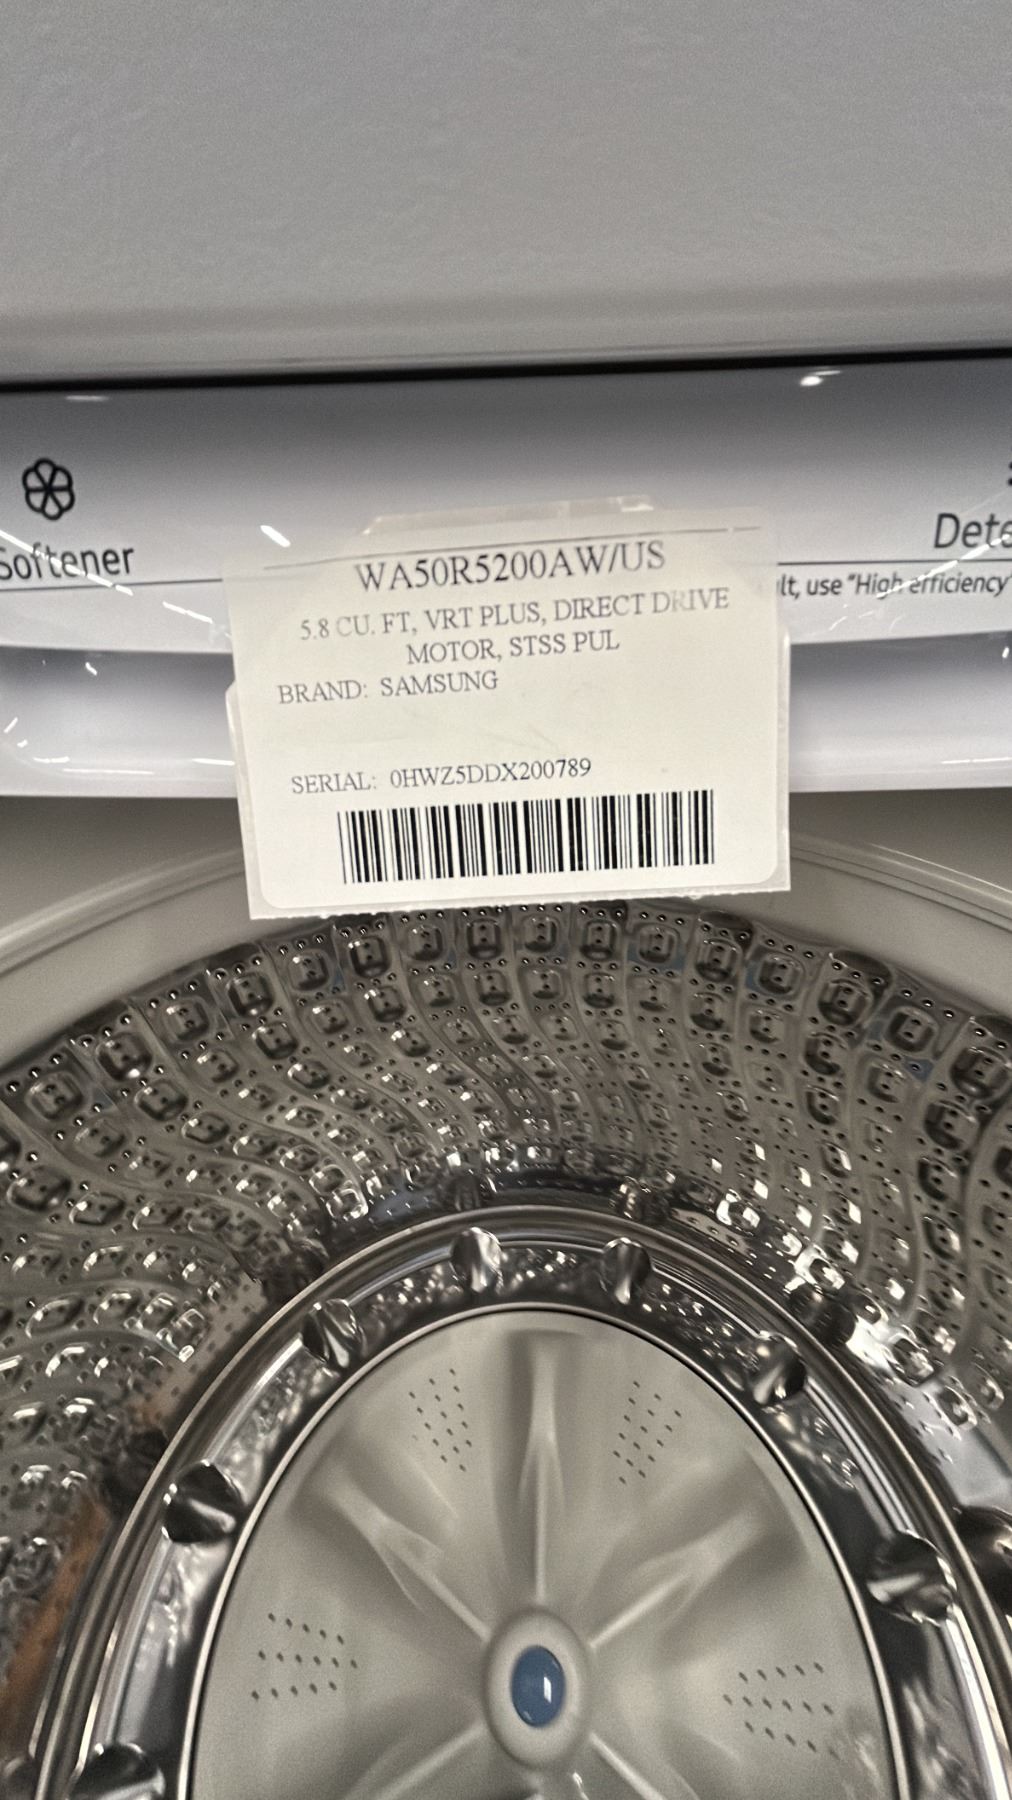 Softener
Dete
lt, use "High efficiency"
WA50R5200AW/US
5.8 CU. FT, VRT PLUS, DIRECT DRIVE
MOTOR, STSS PUL
BRAND: SAMSUNG
SERIAL: 0HWZ5DDX200789